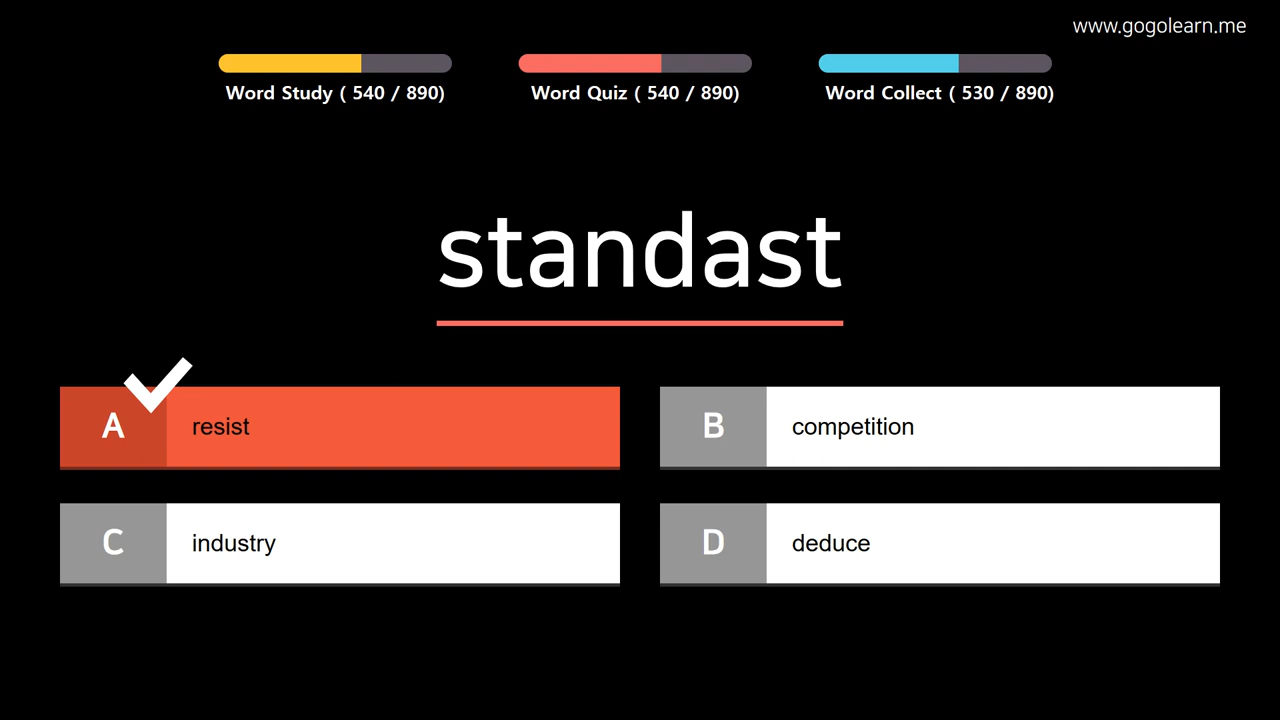 www.gogolearn.me
Word Study ( 540 / 890)
Word Quiz ( 540 / 890)
Word Collect ( 530 / 890)
standast
A resist
B competition
C industry
D deduce